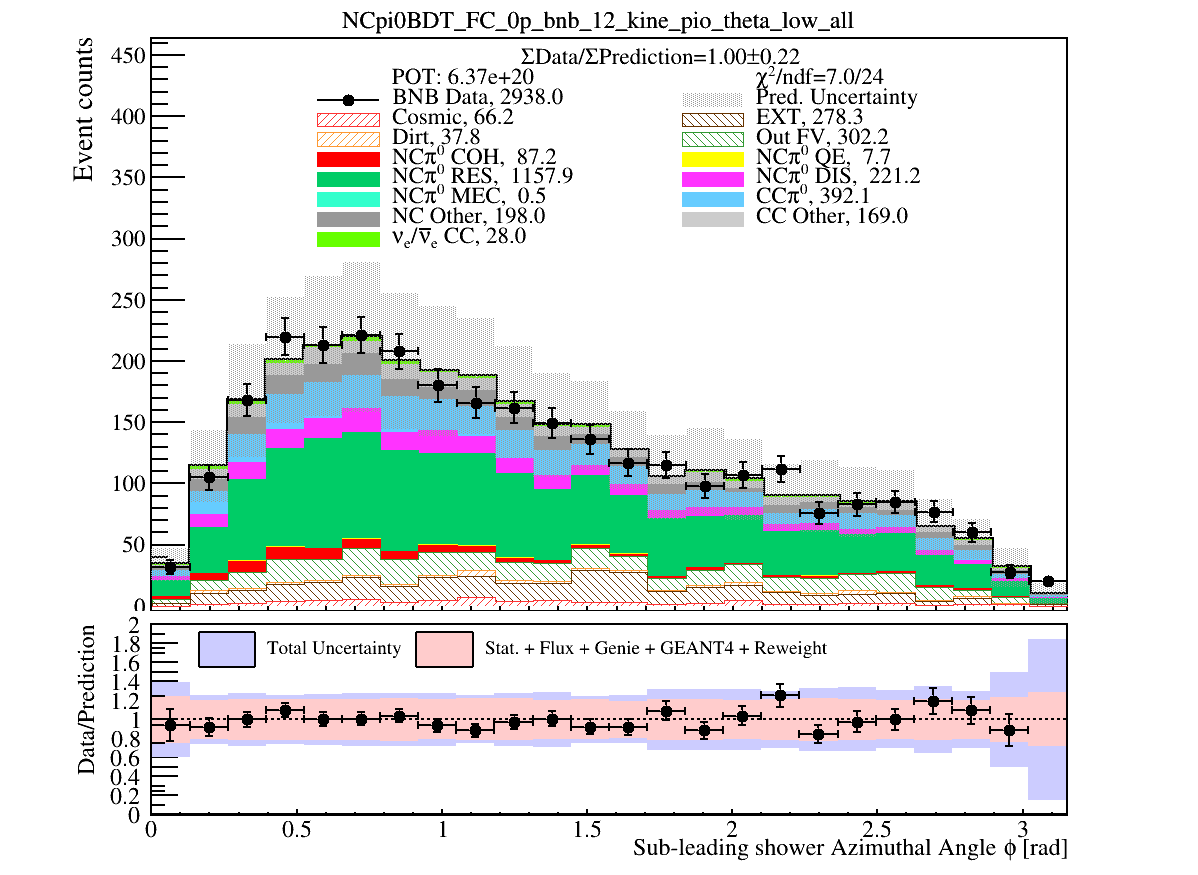 NCpi0BDT_FC_0p_bnb_12_kine_pio_theta_low_all
ΣData/ΣPrediction=1.00±0.22
POT: 6.37e+20
χ²/ndf=7.0/24
BNB Data, 2938.0
Pred. Uncertainty
Cosmic, 66.2
EXT, 278.3
Dirt, 37.8
Out FV, 302.2
NCπ⁰ COH, 87.2
NCπ⁰ QE, 7.7
NCπ⁰ RES, 1157.9
NCπ⁰ DIS, 221.2
NCπ⁰ MEC, 0.5
CCπ⁰, 392.1
NC Other, 198.0
CC Other, 169.0
νₑ/ν̅ₑ CC, 28.0
Event counts
450
400
350
300
250
200
150
100
50
0
Data/Prediction
2
1.8
1.6
1.4
1.2
1
0.8
0.6
0.4
0.2
0
Total Uncertainty
Stat. + Flux + Genie + GEANT4 + Reweight
0 0.5 1 1.5 2 2.5 3
Sub-leading shower Azimuthal Angle ϕ [rad]